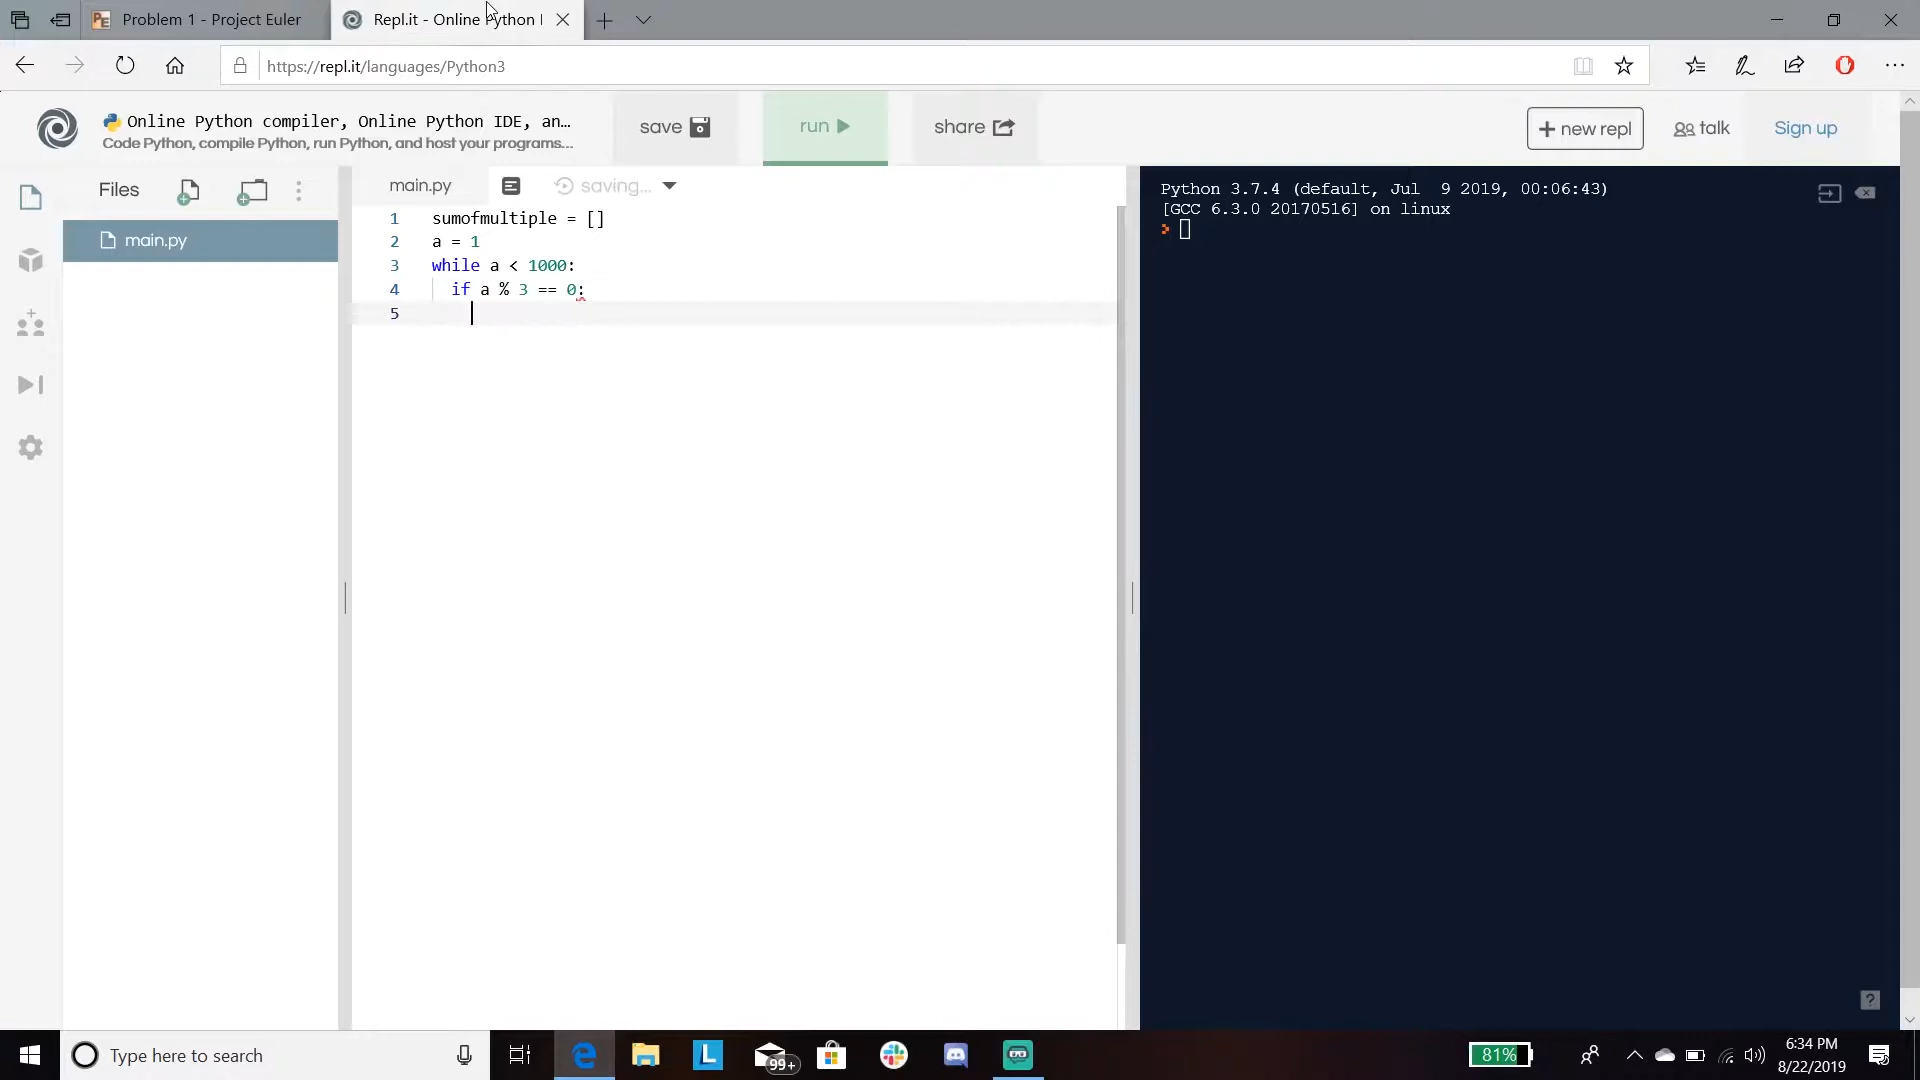 PE Problem 1 - Project Euler
Repl.it - Online Python
https://repl.it/languages/Python3
Online Python compiler, Online Python IDE, an...
Code Python, compile Python, run Python, and host your programs...
save
run
share
+ new repl
talk
Sign up
Files
main.py
main.py
saving...
1 sumofmultiple = []
2 a = 1
3 while a < 1000:
4 if a % 3 == 0:
5
Python 3.7.4 (default, Jul 9 2019, 00:06:43)
[GCC 6.3.0 20170516] on linux
?
Type here to search
L
99+
81%
6:34 PM
8/22/2019